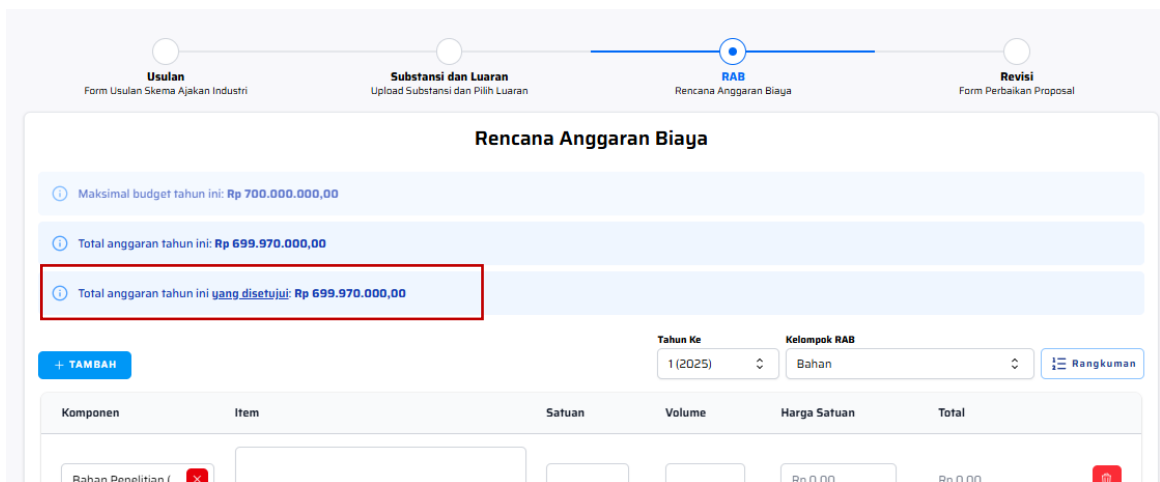 Usulan
Form Usulan Skema Ajakan Industri
Substansi dan Luaran
Upload Substansi dan Pilih Luaran
RAB
Rencana Anggaran Biaya
Revisi
Form Perbaikan Proposal
Rencana Anggaran Biaya
Maksimal budget tahun ini: Rp 700.000.000,00
Total anggaran tahun ini: Rp 699.970.000,00
Total anggaran tahun ini yang disetujui: Rp 699.970.000,00
+ TAMBAH
Tahun Ke
1 (2025)
Kelompok RAB
Bahan
Rangkuman
Komponen Item Satuan Volume Harga Satuan Total
Bahan Penelitian ( Rp 0,00 Rp 0,00